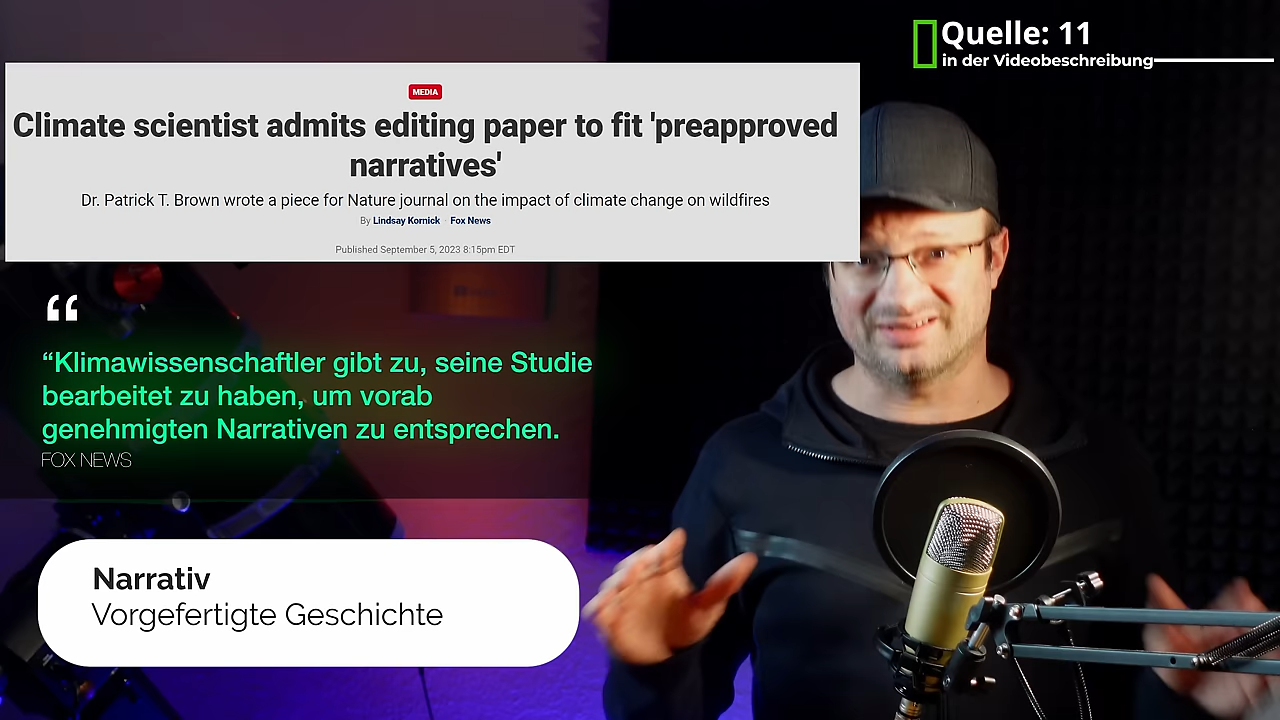 Quelle: 11
in der Videobeschreibung
MEDIA
Climate scientist admits editing paper to fit 'preapproved
narratives'
Dr. Patrick T. Brown wrote a piece for Nature journal on the impact of climate change on wildfires
By Lindsay Kornick · Fox News
Published September 5, 2023 8:15pm EDT
“
“Klimawissenschaftler gibt zu, seine Studie
bearbeitet zu haben, um vorab
genehmigten Narrativen zu entsprechen.
FOX NEWS
Narrativ
Vorgefertigte Geschichte